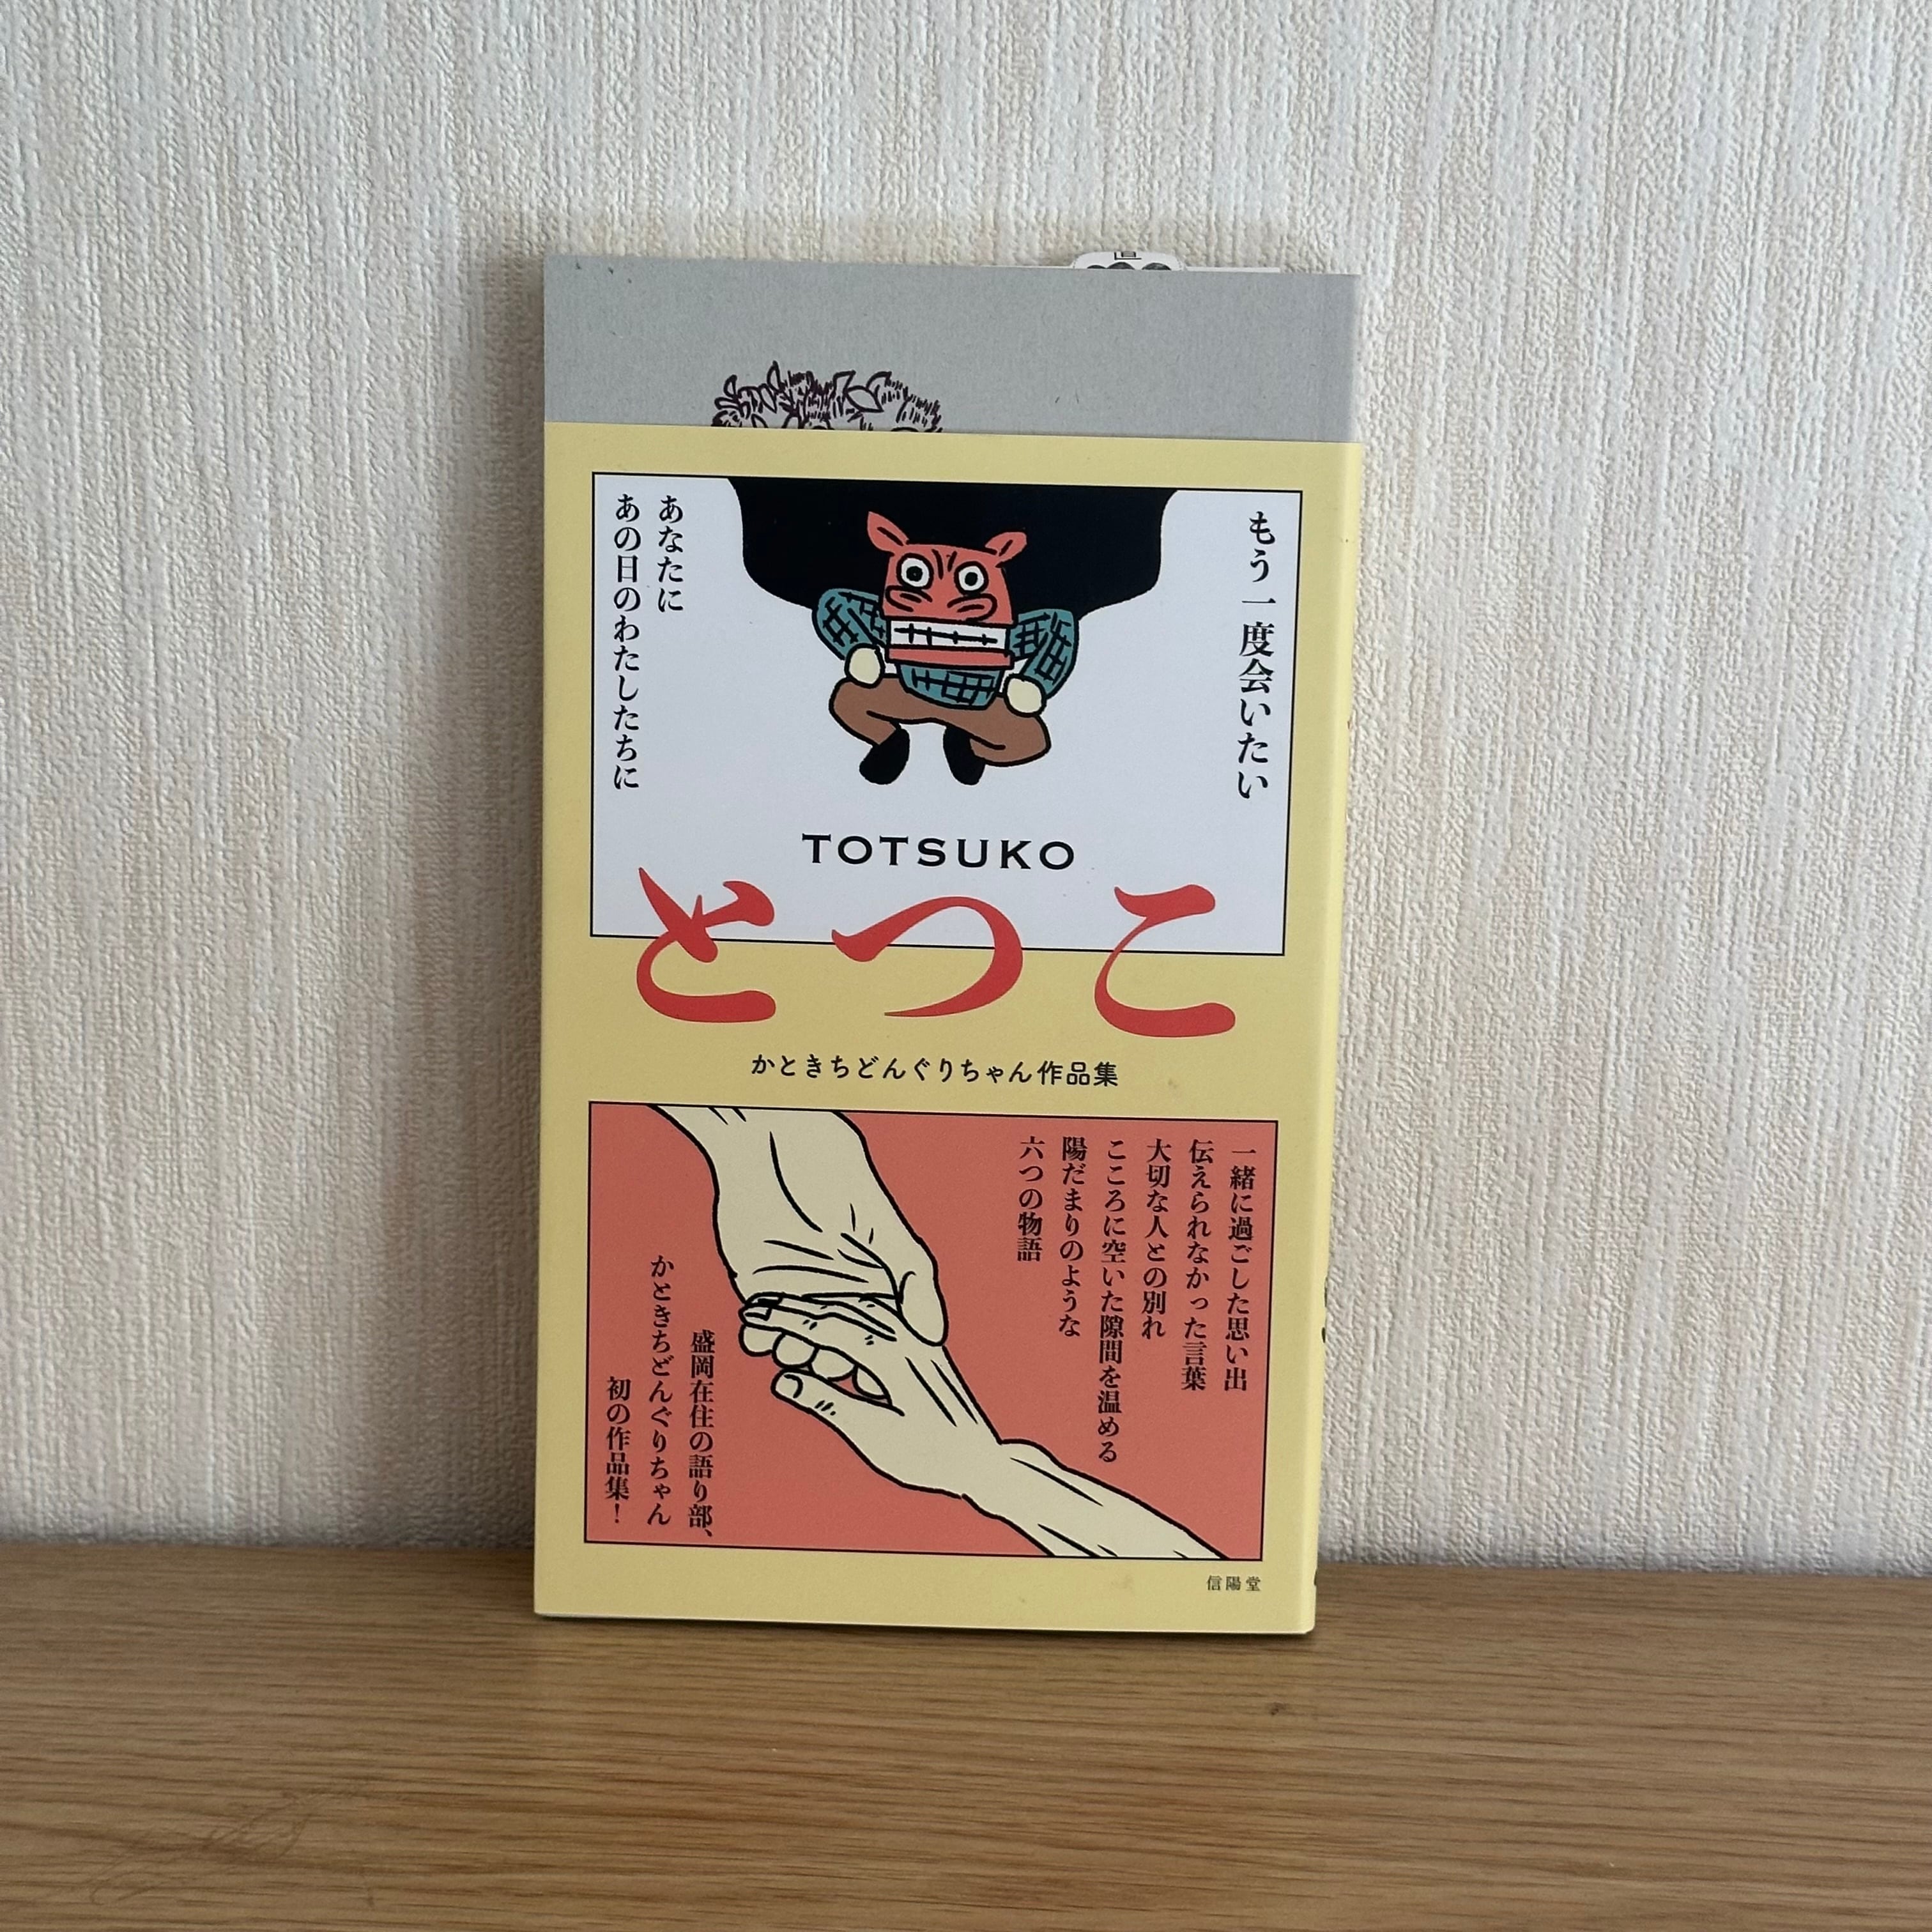 もう一度会いたい
あなたに
あの日のわたしたちに
TOTSUKO
とつこ
かときちどんぐりちゃん作品集
一緒に過ごした思い出
伝えられなかった言葉
大切な人との別れ
こころに空いた隙間を温める
陽だまりのような
六つの物語
盛岡在住の語り部、
かときちどんぐりちゃん
初の作品集！
信陽堂